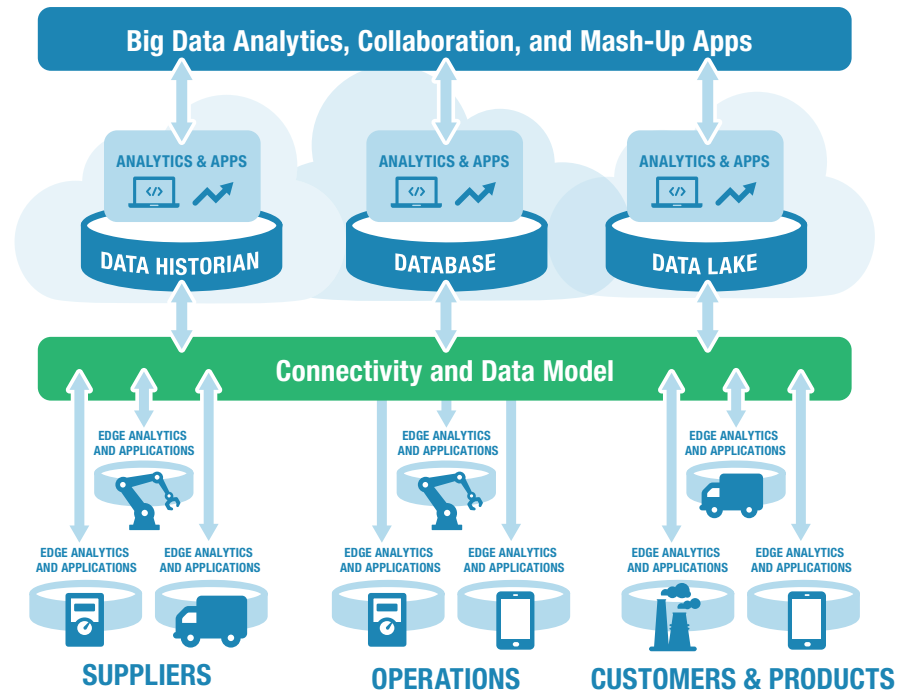 Big Data Analytics, Collaboration, and Mash-Up Apps
ANALYTICS & APPS
</>
DATA HISTORIAN
ANALYTICS & APPS
</>
DATABASE
ANALYTICS & APPS
</>
DATA LAKE
Connectivity and Data Model
EDGE ANALYTICS
AND APPLICATIONS
EDGE ANALYTICS
AND APPLICATIONS
EDGE ANALYTICS
AND APPLICATIONS
SUPPLIERS
EDGE ANALYTICS
AND APPLICATIONS
EDGE ANALYTICS
AND APPLICATIONS
EDGE ANALYTICS
AND APPLICATIONS
OPERATIONS
EDGE ANALYTICS
AND APPLICATIONS
EDGE ANALYTICS
AND APPLICATIONS
EDGE ANALYTICS
AND APPLICATIONS
CUSTOMERS & PRODUCTS